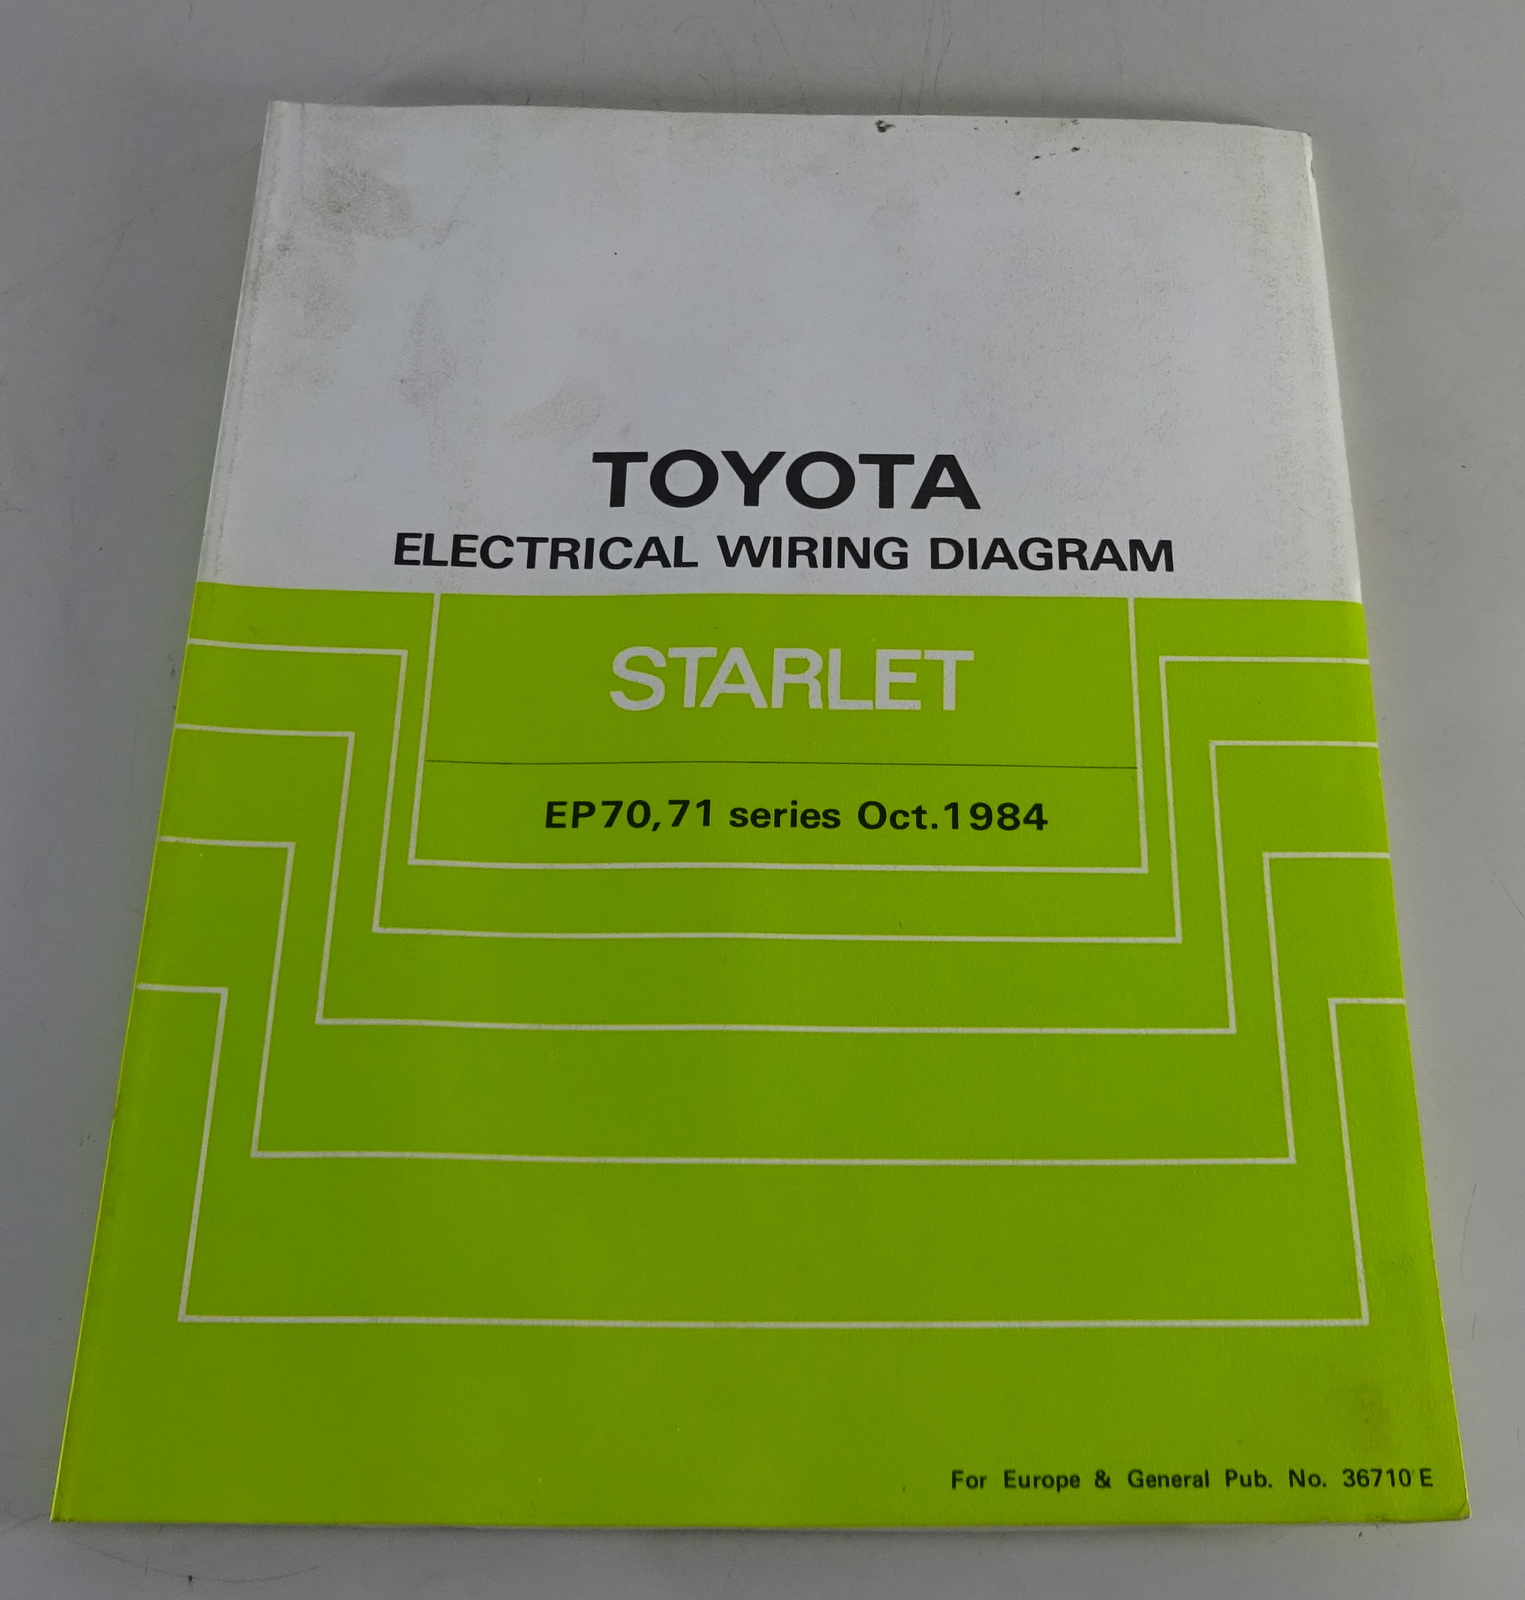 TOYOTA
ELECTRICAL WIRING DIAGRAM
STARLET
EP70,71 series Oct.1984
For Europe & General Pub. No. 36710 E